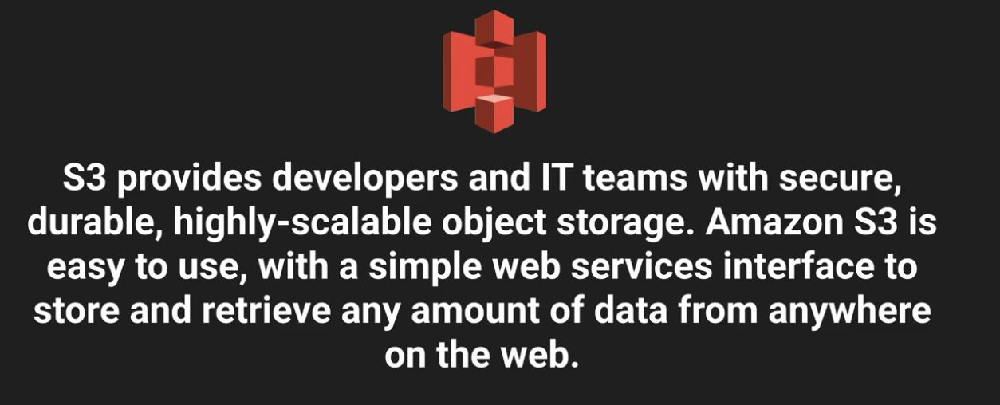 S3 provides developers and IT teams with secure,
durable, highly-scalable object storage. Amazon S3 is
easy to use, with a simple web services interface to
store and retrieve any amount of data from anywhere
on the web.